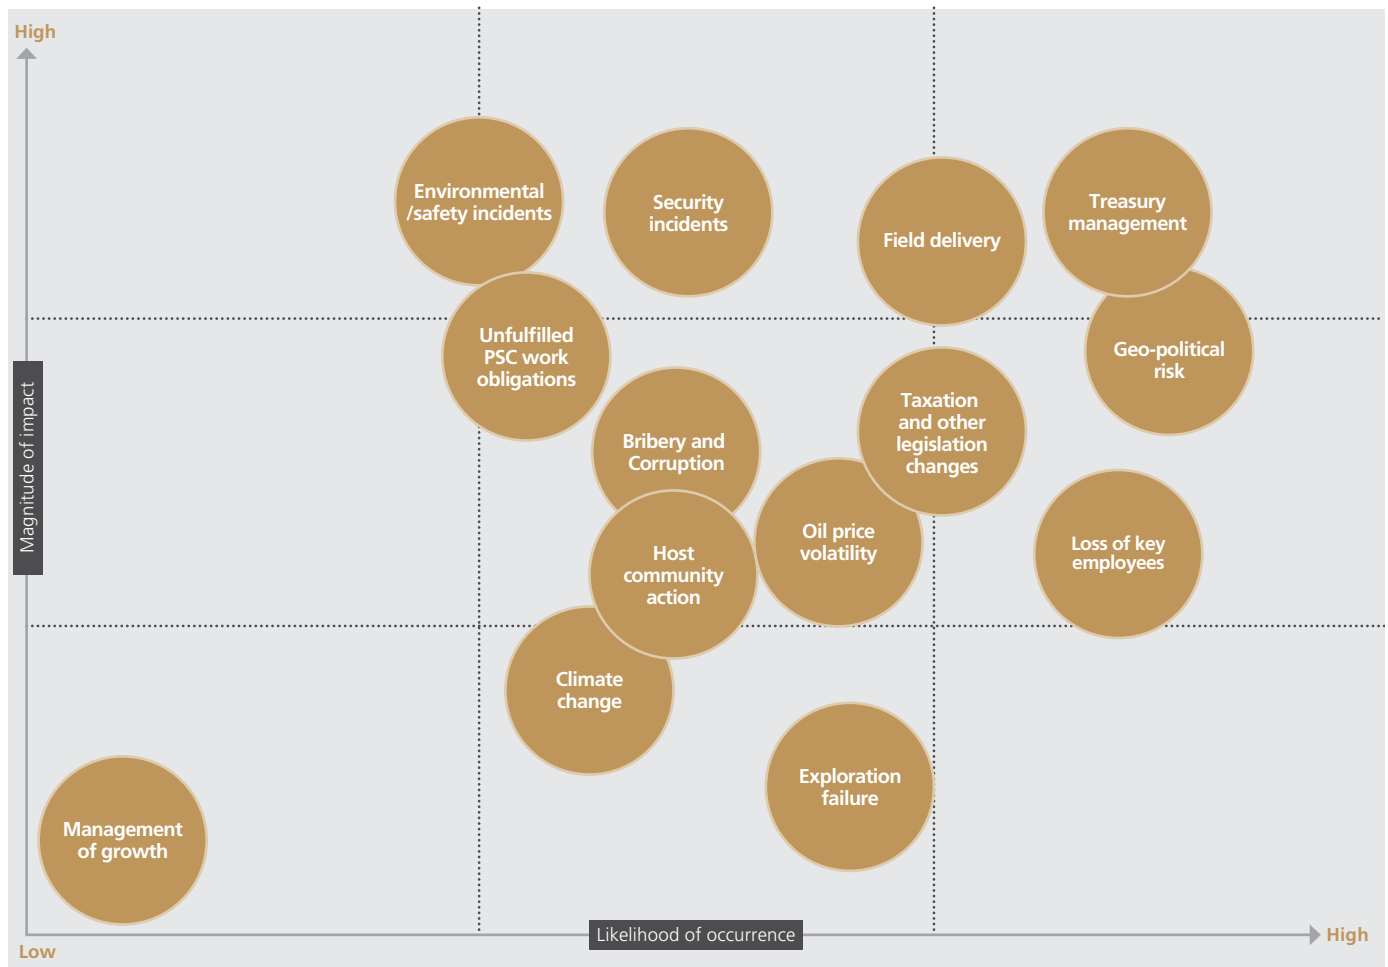 High
Environmental
/safety incidents
Security
incidents
Field delivery
Treasury
management
Unfulfilled
PSC work
obligations
Geo-political
risk
Magnitude of impact
Bribery and
Corruption
Taxation
and other
legislation
changes
Host
community
action
Oil price
volatility
Loss of key
employees
Climate
change
Exploration
failure
Management
of growth
Low
Likelihood of occurrence
High